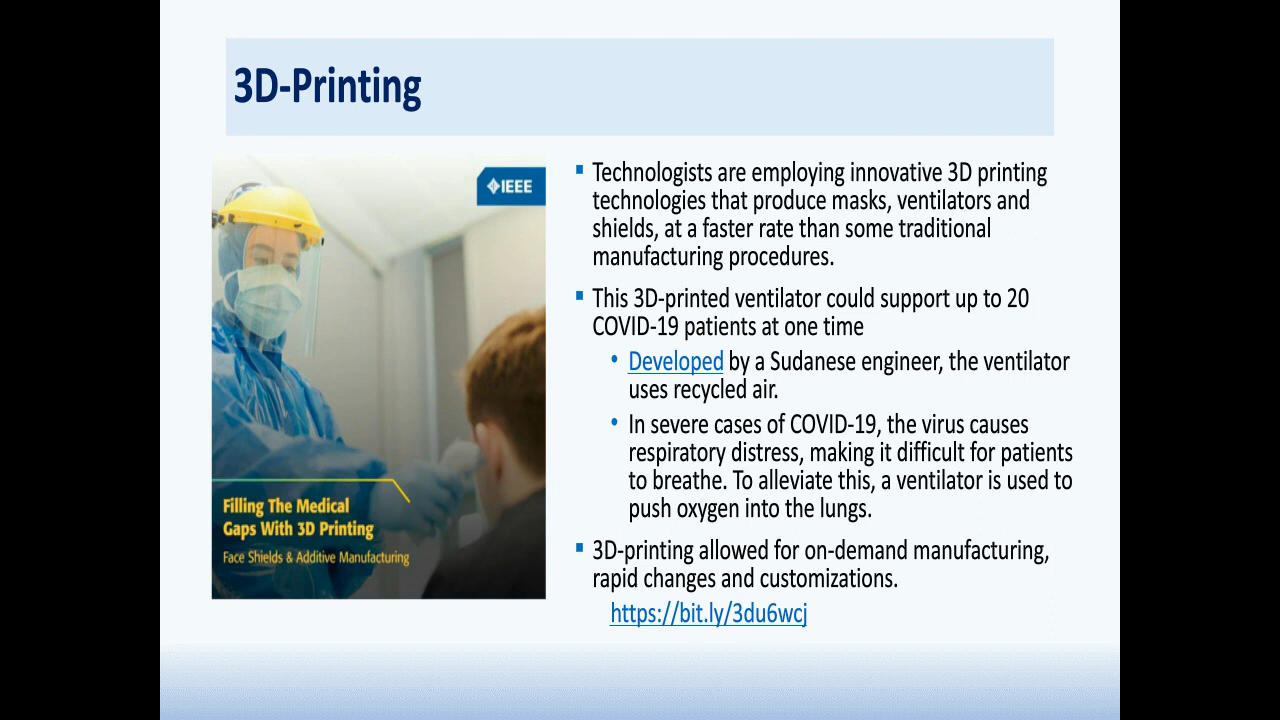 3D-Printing
IEEE
Filling The Medical
Gaps With 3D Printing
Face Shields & Additive Manufacturing
Technologists are employing innovative 3D printing
technologies that produce masks, ventilators and
shields, at a faster rate than some traditional
manufacturing procedures.
This 3D-printed ventilator could support up to 20
COVID-19 patients at one time
Developed by a Sudanese engineer, the ventilator
uses recycled air.
In severe cases of COVID-19, the virus causes
respiratory distress, making it difficult for patients
to breathe. To alleviate this, a ventilator is used to
push oxygen into the lungs.
3D-printing allowed for on-demand manufacturing,
rapid changes and customizations.
https://bit.ly/3du6wcj